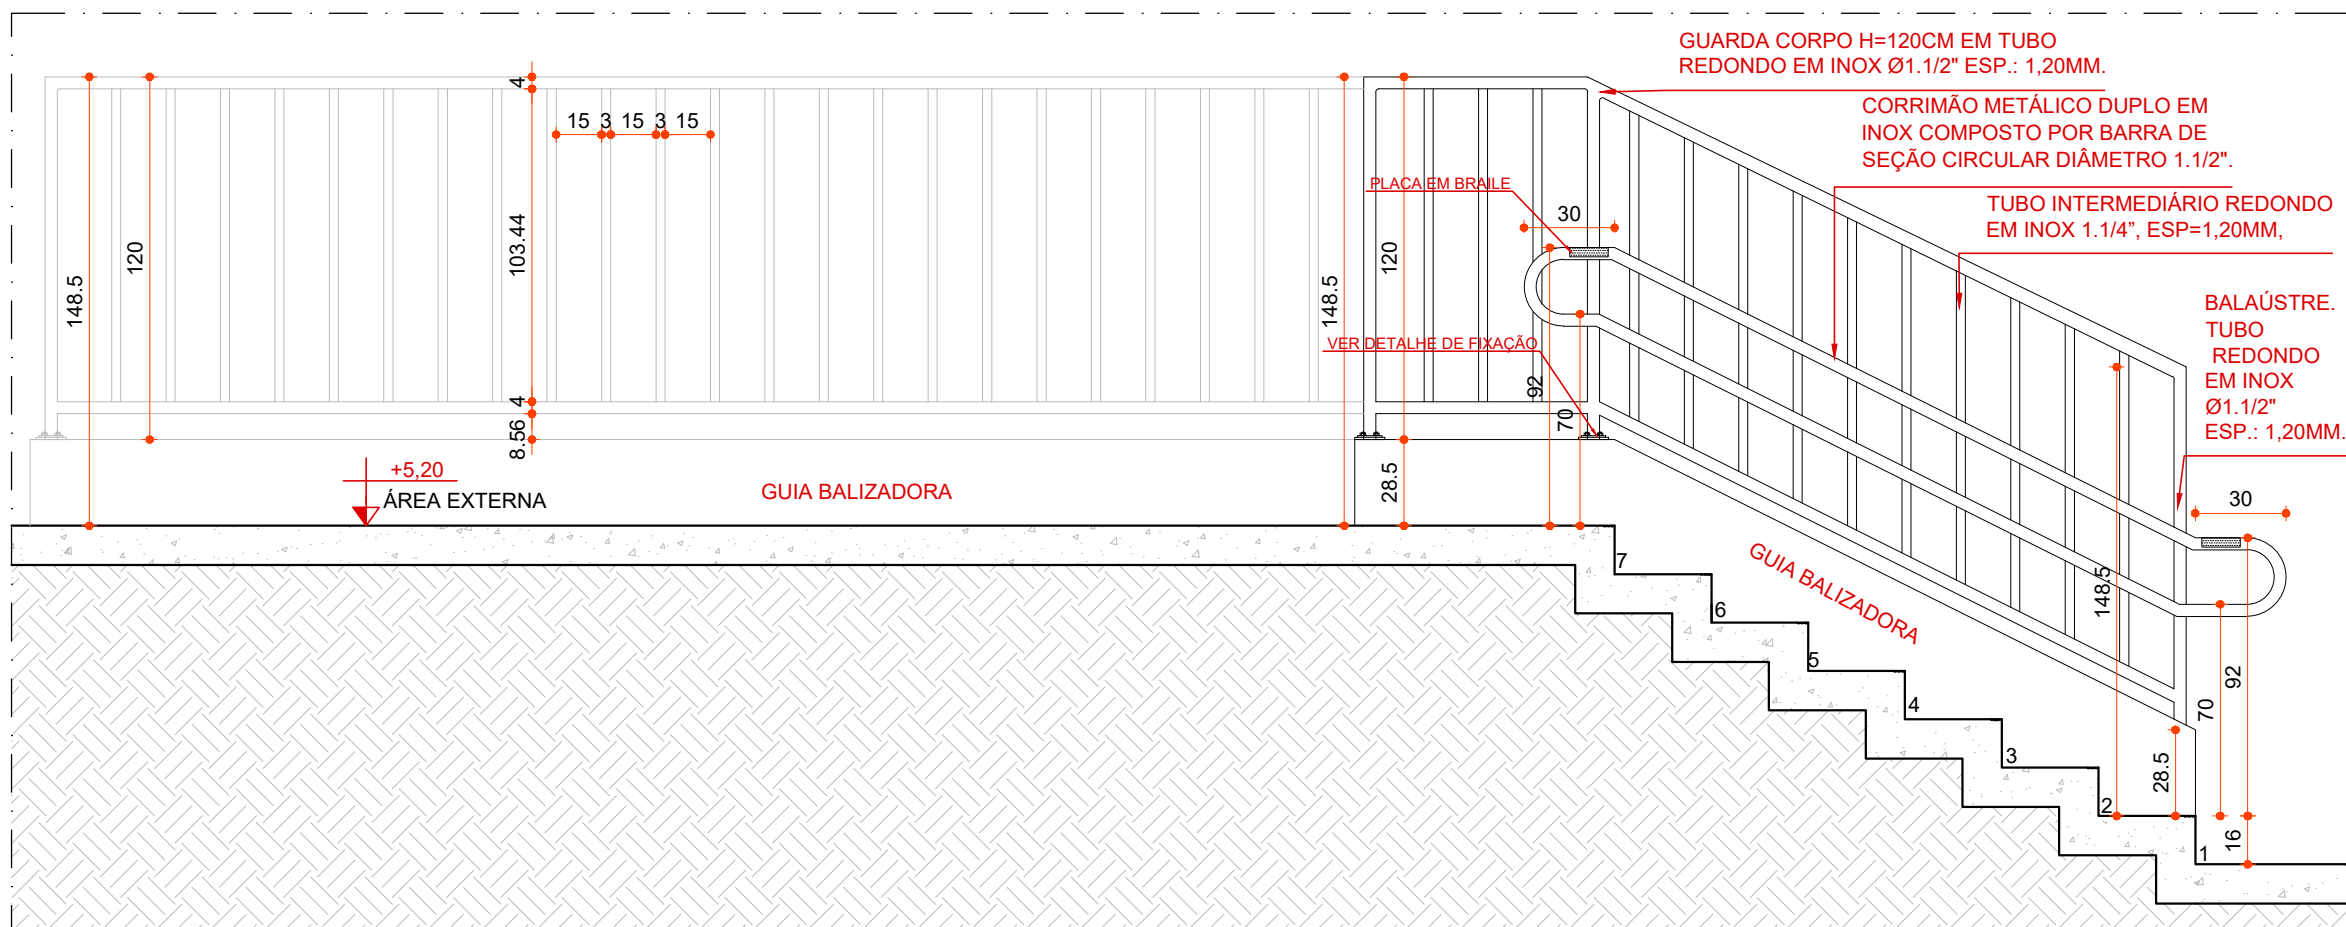 GUARDA CORPO H=120CM EM TUBO
REDONDO EM INOX Ø1.1/2" ESP.: 1,20MM.
CORRIMÃO METÁLICO DUPLO EM
INOX COMPOSTO POR BARRA DE
SEÇÃO CIRCULAR DIÂMETRO 1.1/2".
TUBO INTERMEDIÁRIO REDONDO
EM INOX 1.1/4”, ESP=1,20MM,
BALAÚSTRE.
TUBO
REDONDO
EM INOX
Ø1.1/2"
ESP.: 1,20MM.
PLACA EM BRAILE
VER DETALHE DE FIXAÇÃO
4
15 3 15 3 15
103.44
4
8.56
148.5
120
148.5
120
28.5
30
92
70
+5,20
ÁREA EXTERNA
GUIA BALIZADORA
GUIA BALIZADORA
7
6
5
4
3
2
1
148.5
28.5
30
92
70
16